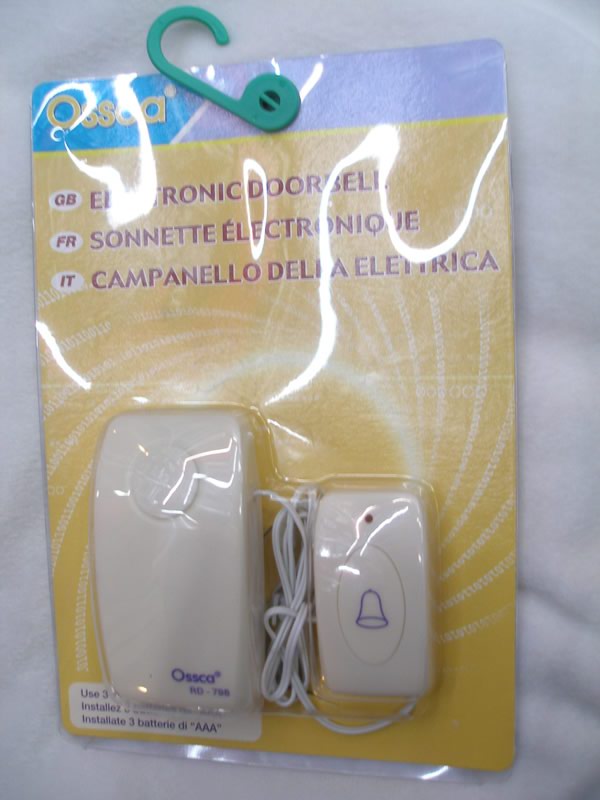 Ossca®
GB ELECTRONIC DOORBELL
FR SONNETTE ÉLECTRONIQUE
IT CAMPANELLO DELLA ELETTRICA
Ossca®
RD - 798
Use 3
Installez
Installate 3 batterie di "AAA"